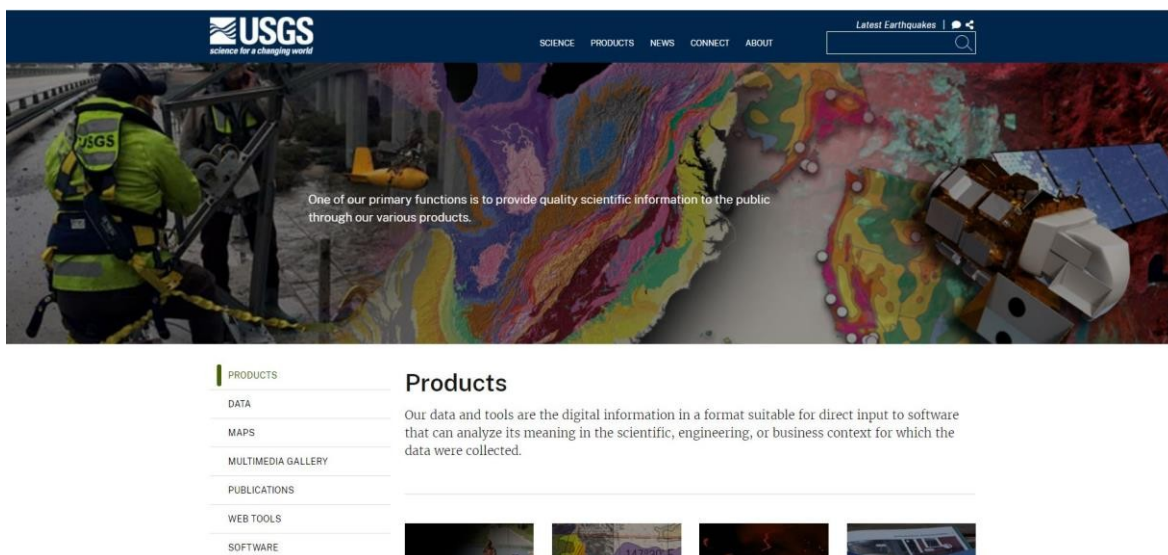 USGS
science for a changing world
Latest Earthquakes |
SCIENCE PRODUCTS NEWS CONNECT ABOUT
USGS
One of our primary functions is to provide quality scientific information to the public
through our various products.
PRODUCTS
DATA
MAPS
MULTIMEDIA GALLERY
PUBLICATIONS
WEB TOOLS
SOFTWARE
Products
Our data and tools are the digital information in a format suitable for direct input to software
that can analyze its meaning in the scientific, engineering, or business context for which the
data were collected.